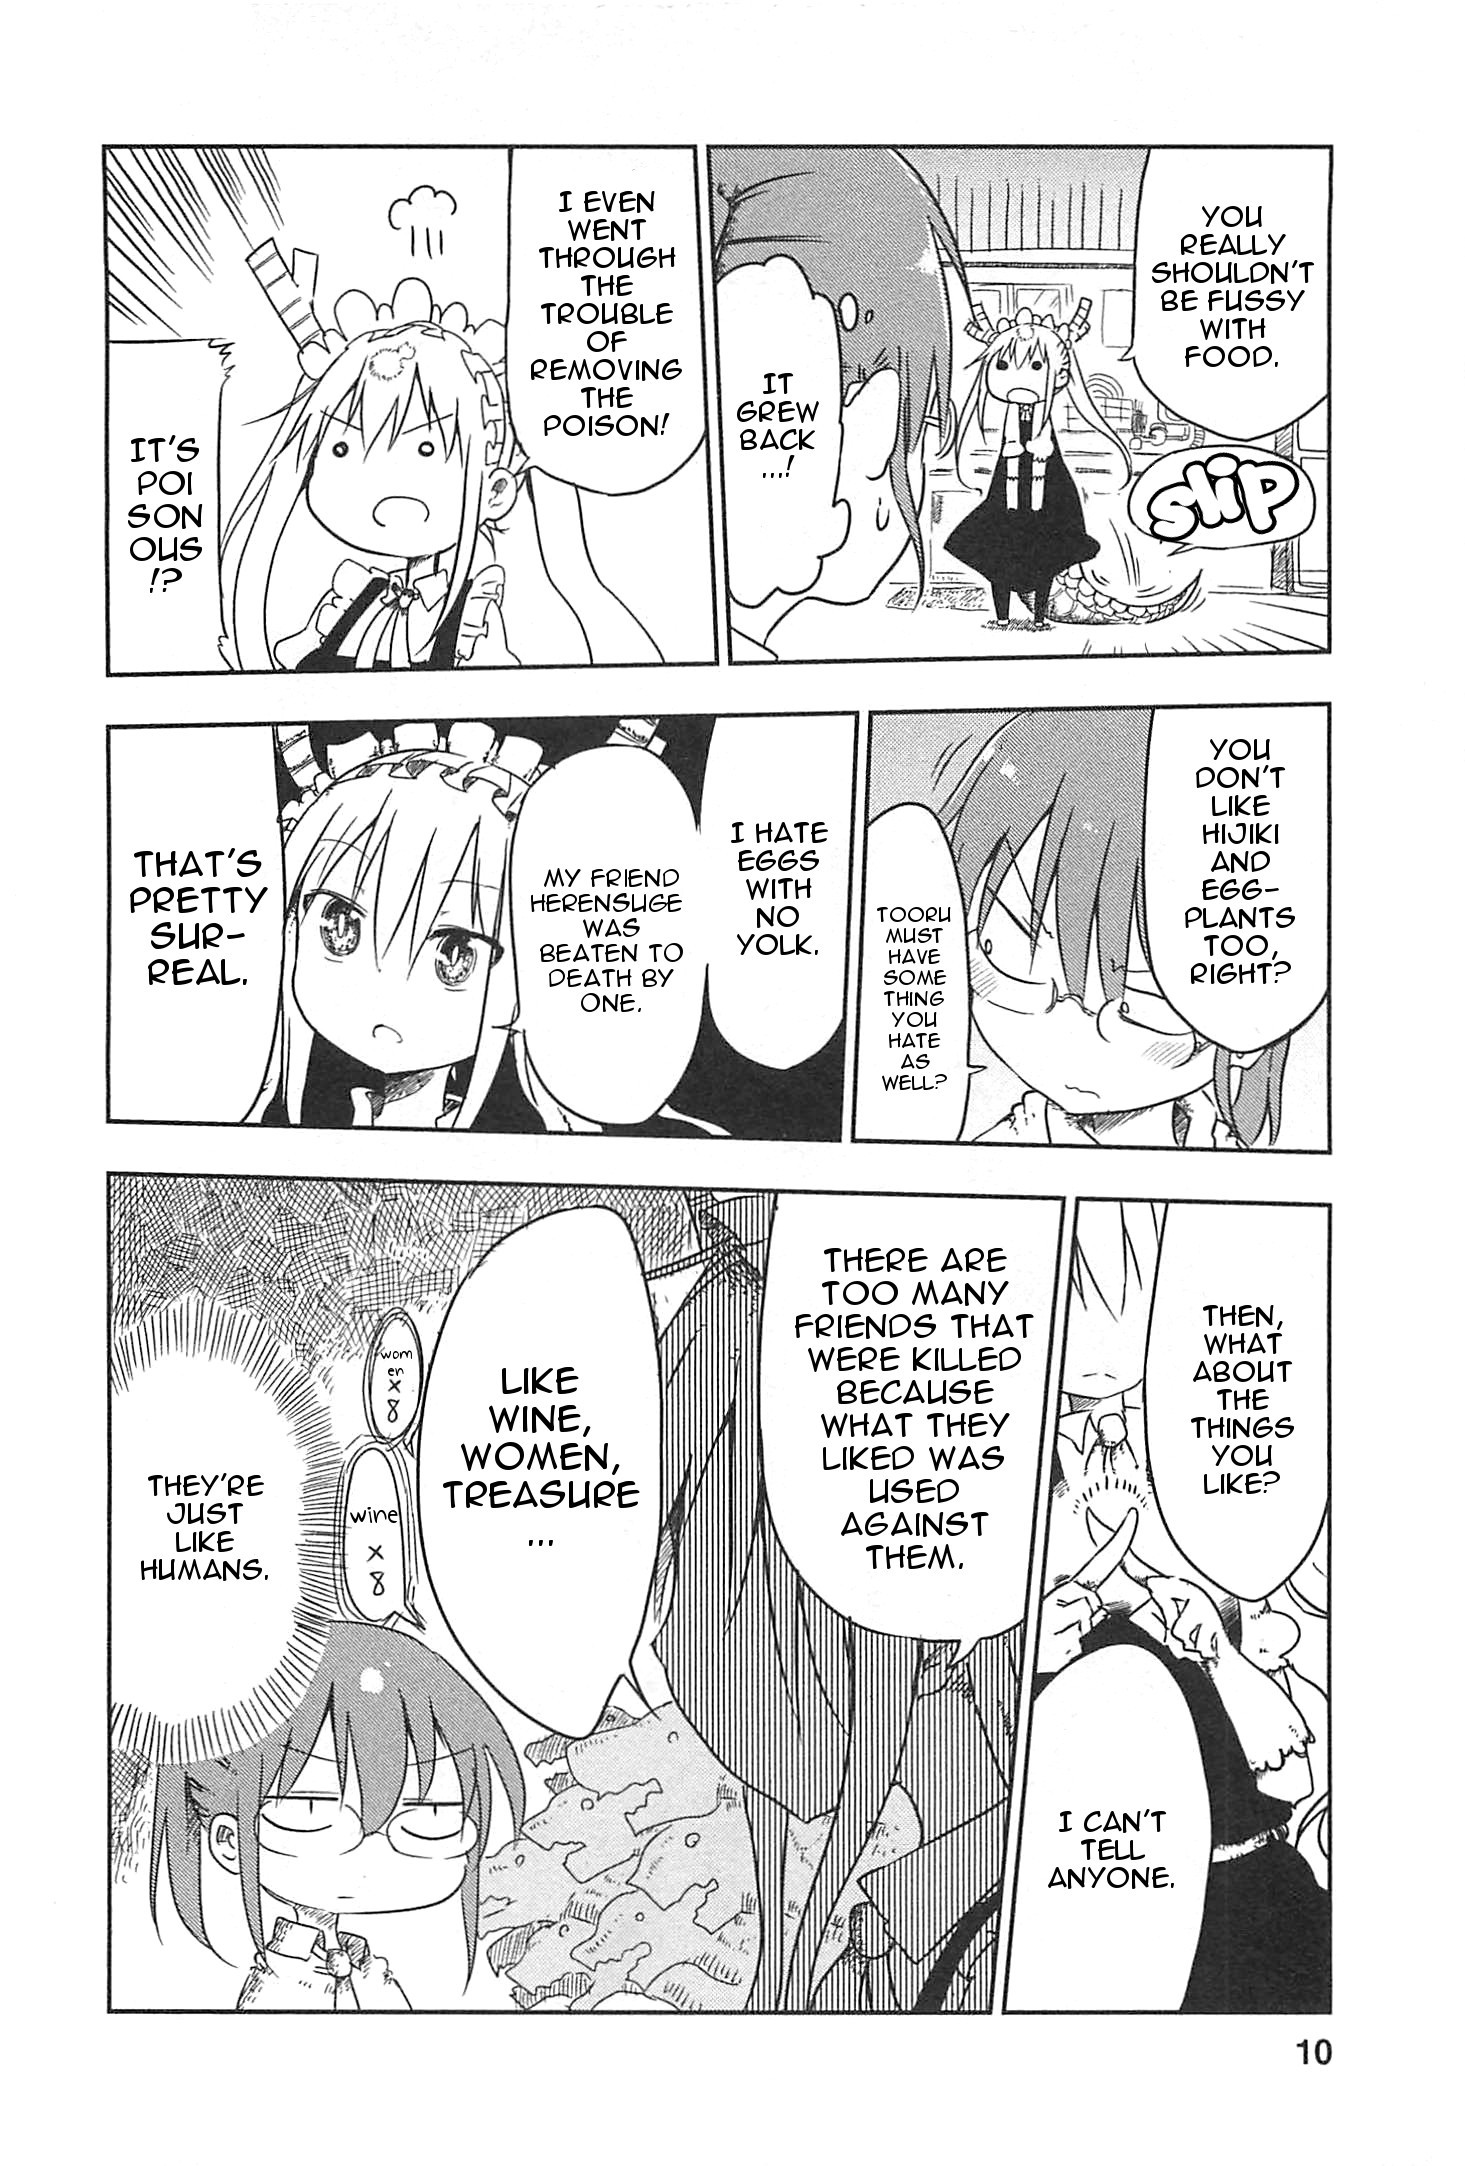 YOU
REALLY
SHOULDN'T
BE FUSSY
WITH
FOOD.
SLIP
IT
GREW
BACK
...!
I EVEN
WENT
THROUGH
THE
TROUBLE
OF
REMOVING
THE
POISON!
IT'S
POI
SON
OUS
!?
YOU
DON'T
LIKE
HIJIKI
AND
EGG-
PLANTS
TOO,
RIGHT?
TOORU
MUST
HAVE
SOME
THING
YOU
HATE
AS
WELL?
I HATE
EGGS
WITH
NO
YOLK.
MY FRIEND
HERENSUGE
WAS
BEATEN TO
DEATH BY
ONE.
THAT'S
PRETTY
SUR-
REAL.
THEN,
WHAT
ABOUT
THE
THINGS
YOU
LIKE?
I CAN'T
TELL
ANYONE.
THERE ARE
TOO MANY
FRIENDS THAT
WERE KILLED
BECAUSE
WHAT THEY
LIKED WAS
USED
AGAINST
THEM.
LIKE
WINE,
WOMEN,
TREASURE
...
wom
en
×
8
wine
×
8
THEY'RE
JUST
LIKE
HUMANS.
10